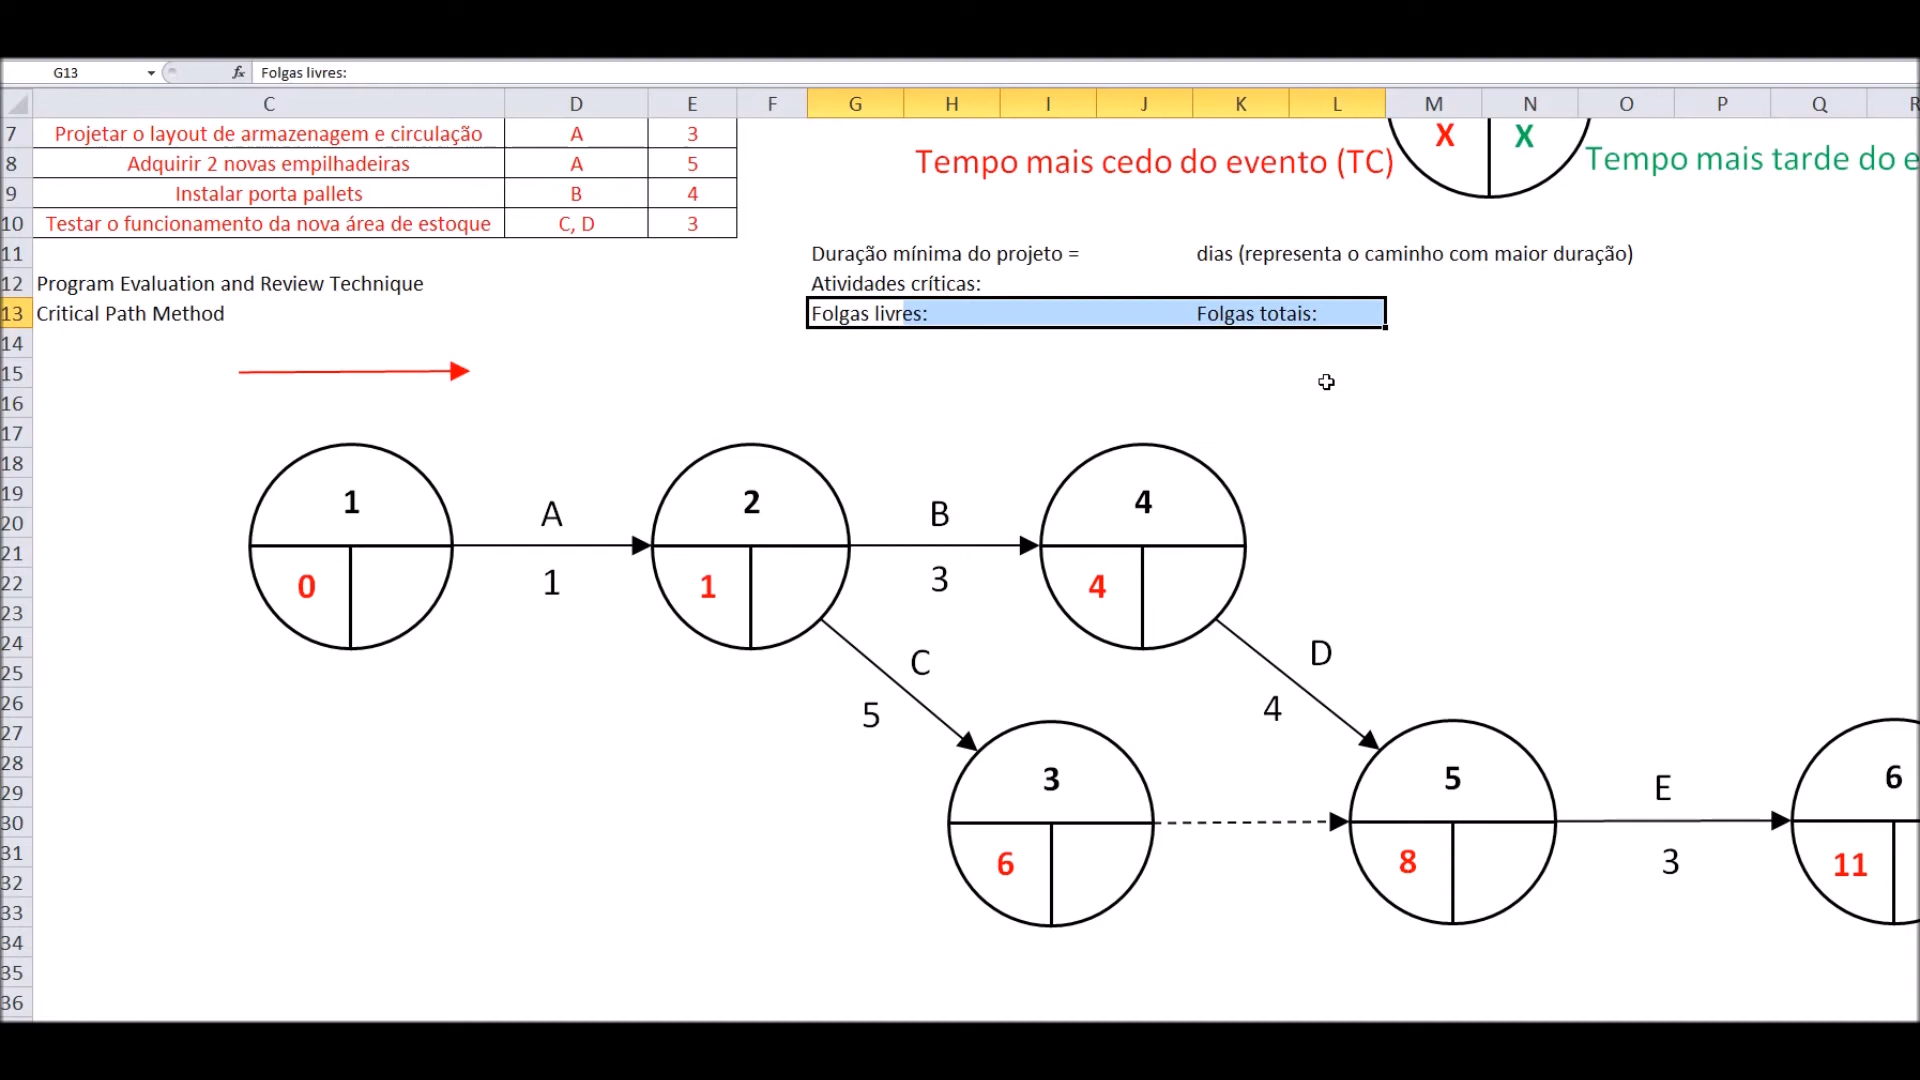 G13 fx Folgas livres:
C D E F G H I J K L M N O P Q R
7 Projetar o layout de armazenagem e circulação A 3
8 Adquirir 2 novas empilhadeiras A 5
9 Instalar porta pallets B 4
10 Testar o funcionamento da nova área de estoque C, D 3
X X
Tempo mais cedo do evento (TC)
Tempo mais tarde do e
11 Duração mínima do projeto = dias (representa o caminho com maior duração)
12 Program Evaluation and Review Technique Atividades críticas:
13 Critical Path Method Folgas livres: Folgas totais:
14
15
16
17
18
19 1 2 4
20 A B
21
22 0 1 1 3 4
23
24 D
25 C
26 4
27 5
28 3 5 6
29 E
30
31 6 8 3 11
32
33
34
35
36